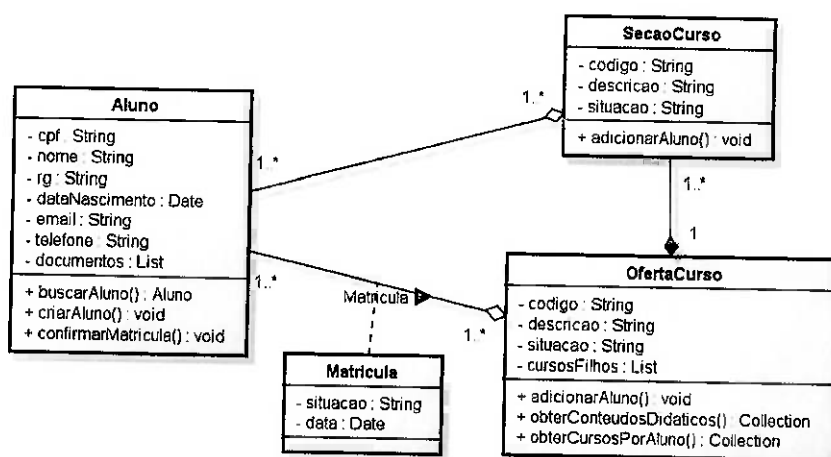 SecaoCurso
- codigo : String
- descricao : String
- situacao : String
+ adicionarAluno() : void
1..*
1..*
1..*
1
Aluno
- cpf : String
- nome : String
- rg : String
- dataNascimento : Date
- email : String
- telefone : String
- documentos : List
+ buscarAluno() : Aluno
+ criarAluno() : void
+ confirmarMatricula() : void
1..*
Matricula
1..*
OfertaCurso
- codigo : String
- descricao : String
- situacao : String
- cursosFilhos : List
+ adicionarAluno() : void
+ obterConteudosDidaticos() : Collection
+ obterCursosPorAluno() : Collection
Matricula
- situacao : String
- data : Date